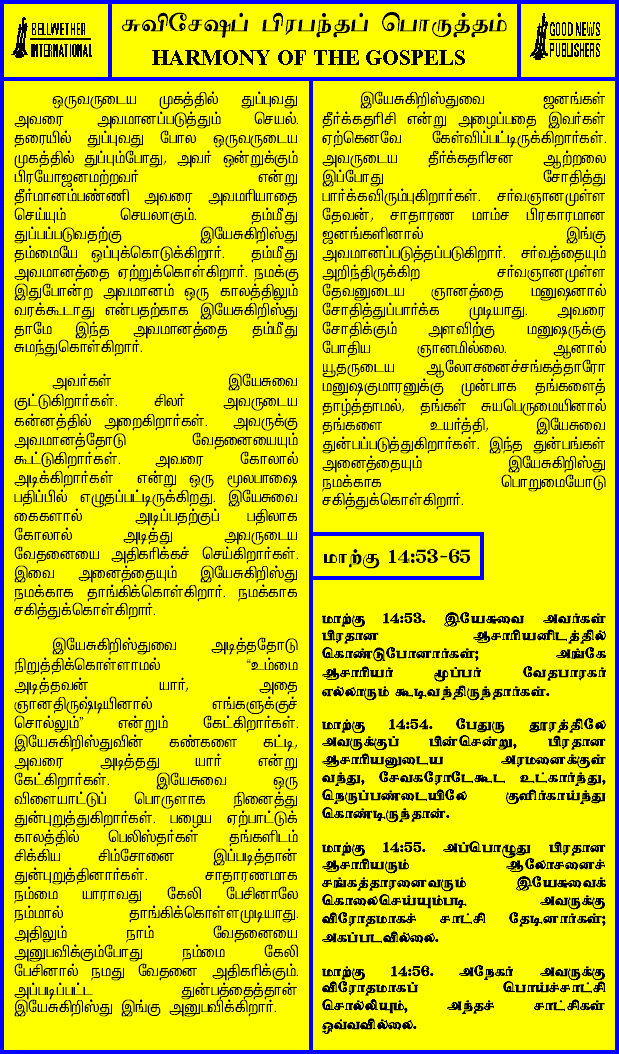 BELLWETHER
INTERNATIONAL
சுவிசேஷப் பிரபந்தப் பொருத்தம்
HARMONY OF THE GOSPELS
GOOD NEWS
PUBLISHERS
ஒருவருடைய முகத்தில் துப்புவது
அவரை அவமானப்படுத்தும் செயல்.
தரையில் துப்புவது போல ஒருவருடைய
முகத்தில் துப்பும்போது, அவர் ஒன்றுக்கும்
பிரயோஜனமற்றவர் என்று
தீர்மானம்பண்ணி அவரை அவமரியாதை
செய்யும் செயலாகும். தம்மீது
துப்பப்படுவதற்கு இயேசுகிறிஸ்து
தம்மையே ஒப்புக்கொடுக்கிறார். தம்மீது
அவமானத்தை ஏற்றுக்கொள்கிறார். நமக்கு
இதுபோன்ற அவமானம் ஒரு காலத்திலும்
வரக்கூடாது என்பதற்காக இயேசுகிறிஸ்து
தாமே இந்த அவமானத்தை தம்மீது
சுமந்துகொள்கிறார்.
அவர்கள் இயேசுவை
குட்டுகிறார்கள். சிலர் அவருடைய
கன்னத்தில் அறைகிறார்கள். அவருக்கு
அவமானத்தோடு வேதனையையும்
கூட்டுகிறார்கள். அவரை கோலால்
அடிக்கிறார்கள் என்று ஒரு மூலபாஷை
பதிப்பில் எழுதப்பட்டிருக்கிறது. இயேசுவை
கைகளால் அடிப்பதற்குப் பதிலாக
கோலால் அடித்து அவருடைய
வேதனையை அதிகரிக்கச் செய்கிறார்கள்.
இவை அனைத்தையும் இயேசுகிறிஸ்து
நமக்காக தாங்கிக்கொள்கிறார். நமக்காக
சகித்துக்கொள்கிறார்.
இயேசுகிறிஸ்துவை அடித்ததோடு
நிறுத்திக்கொள்ளாமல் "உம்மை
அடித்தவன் யார், அதை
ஞானதிருஷ்டியினால் எங்களுக்குச்
சொல்லும்" என்றும் கேட்கிறார்கள்.
இயேசுகிறிஸ்துவின் கண்களை கட்டி,
அவரை அடித்தது யார் என்று
கேட்கிறார்கள். இயேசுவை ஒரு
விளையாட்டுப் பொருளாக நினைத்து
துன்புறுத்துகிறார்கள். பழைய ஏற்பாட்டுக்
காலத்தில் பெலிஸ்தர்கள் தங்களிடம்
சிக்கிய சிம்சோனை இப்படித்தான்
துன்புறுத்தினார்கள். சாதாரணமாக
நம்மை யாராவது கேலி பேசினாலே
நம்மால் தாங்கிக்கொள்ளமுடியாது.
அதிலும் நாம் வேதனையை
அனுபவிக்கும்போது நம்மை கேலி
பேசினால் நமது வேதனை அதிகரிக்கும்.
அப்படிப்பட்ட துன்பத்தைத்தான்
இயேசுகிறிஸ்து இங்கு அனுபவிக்கிறார்.
இயேசுகிறிஸ்துவை ஜனங்கள்
தீர்க்கதரிசி என்று அழைப்பதை இவர்கள்
ஏற்கெனவே கேள்விப்பட்டிருக்கிறார்கள்.
அவருடைய தீர்க்கதரிசன ஆற்றலை
இப்போது சோதித்து
பார்க்கவிரும்புகிறார்கள். சர்வஞானமுள்ள
தேவன், சாதாரண மாம்ச பிரகாரமான
ஜனங்களினால் இங்கு
அவமானப்படுத்தப்படுகிறார். சர்வத்தையும்
அறிந்திருக்கிற சர்வஞானமுள்ள
தேவனுடைய ஞானத்தை மனுஷனால்
சோதித்துப்பார்க்க முடியாது. அவரை
சோதிக்கும் அளவிற்கு மனுஷருக்கு
போதிய ஞானமில்லை. ஆனால்
யூதருடைய ஆலோசனைச்சங்கத்தாரோ
மனுஷகுமாரனுக்கு முன்பாக தங்களைத்
தாழ்த்தாமல், தங்கள் சுயபெருமையினால்
தங்களை உயர்த்தி, இயேசுவை
துன்பப்படுத்துகிறார்கள். இந்த துன்பங்கள்
அனைத்தையும் இயேசுகிறிஸ்து
நமக்காக பொறுமையோடு
சகித்துக்கொள்கிறார்.
மாற்கு 14:53-65
மாற்கு 14:53. இயேசுவை அவர்கள்
பிரதான ஆசாரியனிடத்தில்
கொண்டுபோனார்கள்; அங்கே
ஆசாரியர் மூப்பர் வேதபாரகர்
எல்லாரும் கூடிவந்திருந்தார்கள்.
மாற்கு 14:54. பேதுரு தூரத்திலே
அவருக்குப் பின்சென்று, பிரதான
ஆசாரியனுடைய அரமனைக்குள்
வந்து, சேவகரோடேகூட உட்கார்ந்து,
நெருப்பண்டையிலே குளிர்காய்ந்து
கொண்டிருந்தான்.
மாற்கு 14:55. அப்பொழுது பிரதான
ஆசாரியரும் ஆலோசனைச்
சங்கத்தாரனைவரும் இயேசுவைக்
கொலைசெய்யும்படி அவருக்கு
விரோதமாகச் சாட்சி தேடினார்கள்;
அகப்படவில்லை.
மாற்கு 14:56. அநேகர் அவருக்கு
விரோதமாகப் பொய்ச்சாட்சி
சொல்லியும், அந்தச் சாட்சிகள்
ஒவ்வவில்லை.